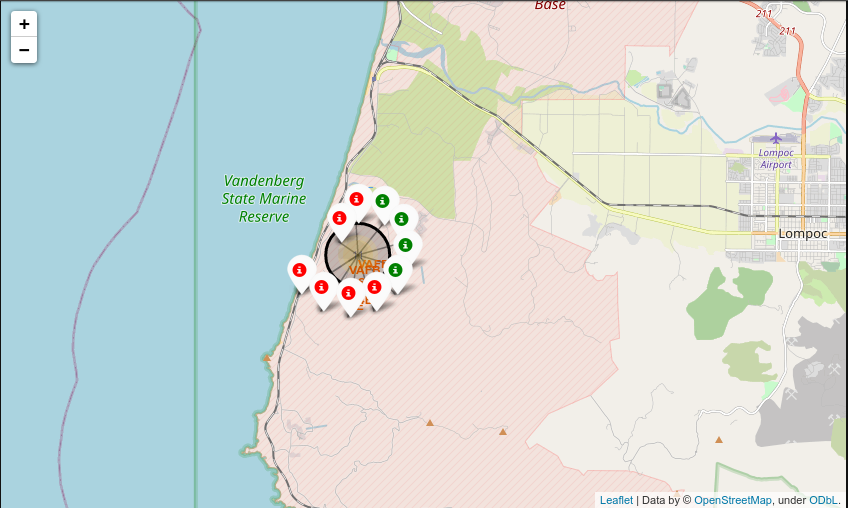 +
−
Base
211
211
Vandenberg
State Marine
Reserve
Lompoc
Airport
Lompoc
Leaflet | Data by © OpenStreetMap, under ODbL.